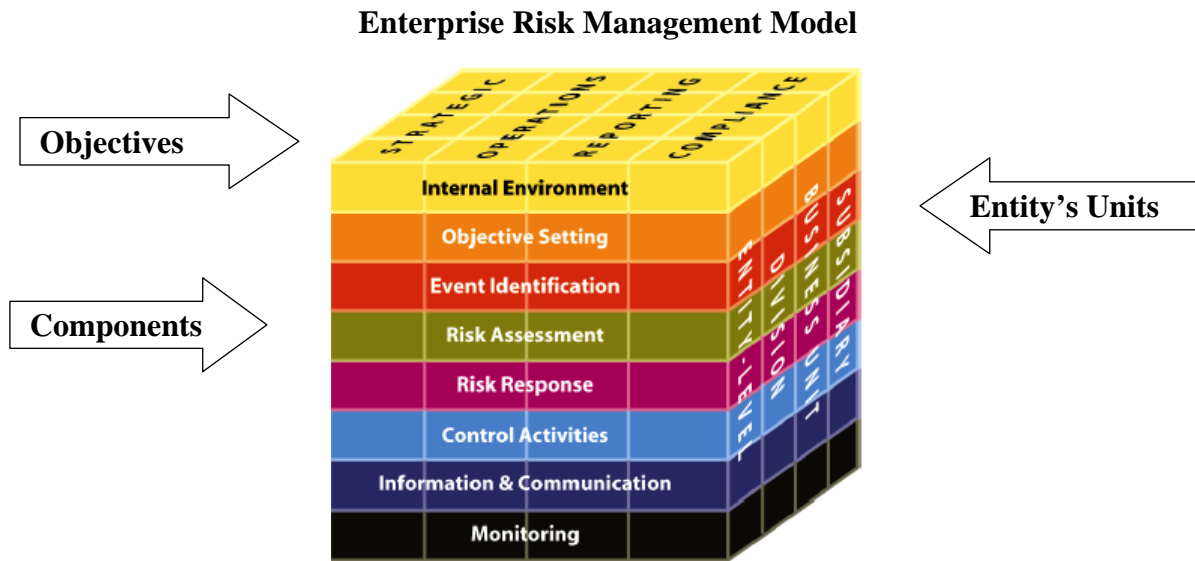 Enterprise Risk Management Model
Objectives
Components
Entity’s Units
STRATEGIC
OPERATIONS
REPORTING
COMPLIANCE
Internal Environment
Objective Setting
Event Identification
Risk Assessment
Risk Response
Control Activities
Information & Communication
Monitoring
ENTITY-LEVEL
DIVISION
BUSINESS UNIT
SUBSIDIARY